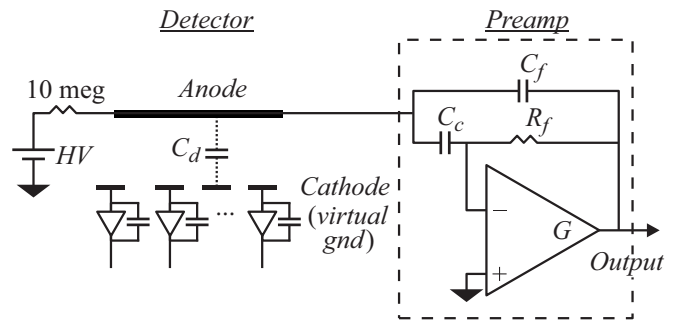 Detector
Preamp
10 meg
Anode
C_f
C_c
R_f
HV
C_d
Cathode
(virtual
gnd)
...
−
G
+
Output